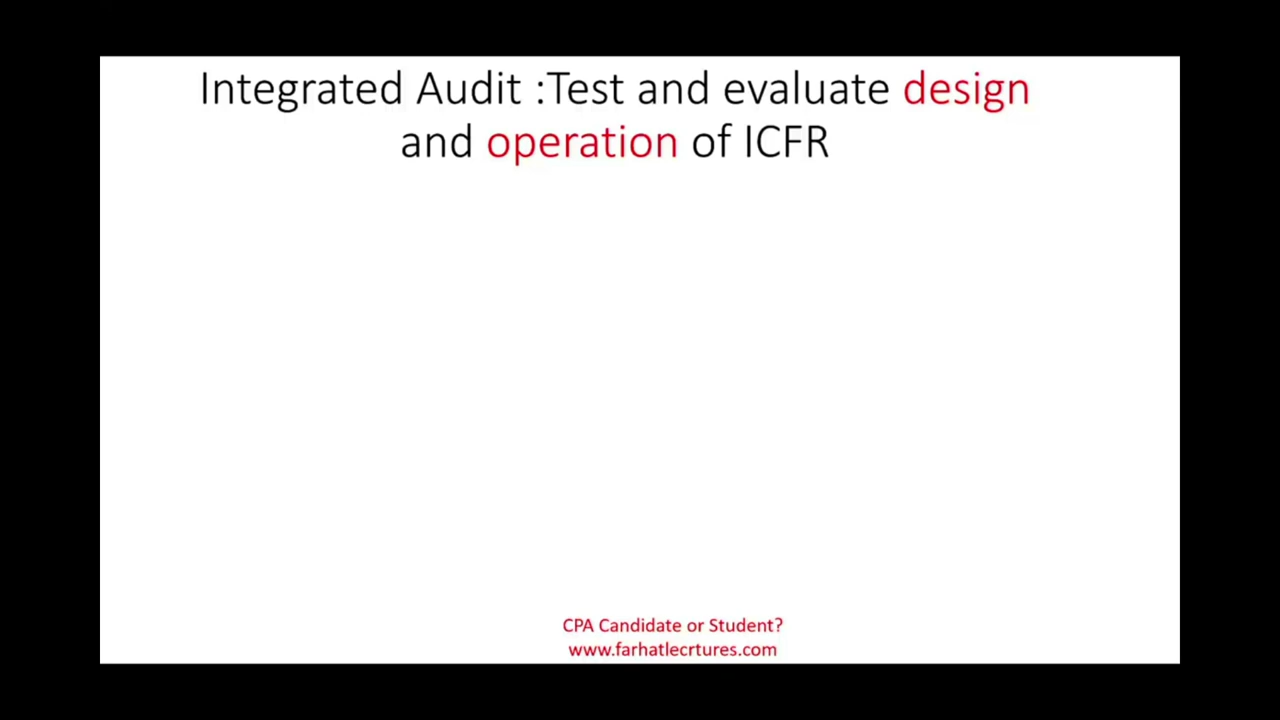 Integrated Audit :Test and evaluate design
and operation of ICFR
CPA Candidate or Student?
www.farhatlecrtures.com